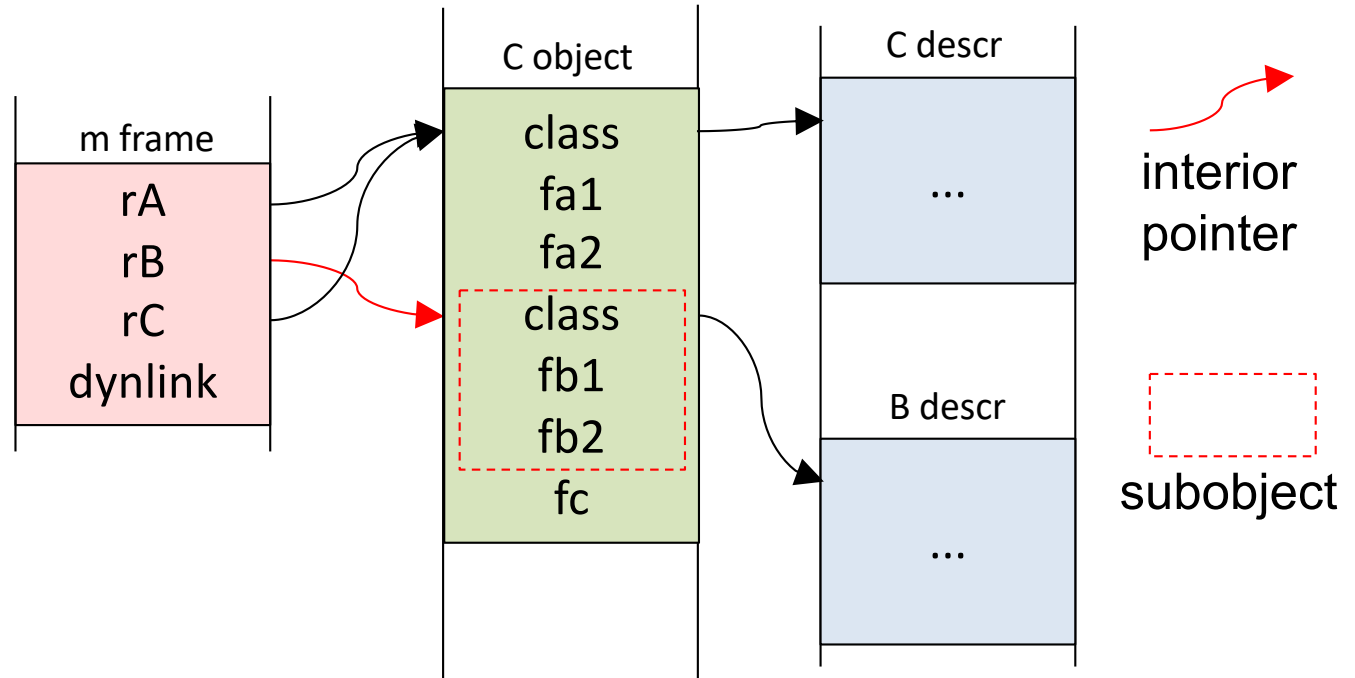 m frame
rA
rB
rC
dynlink
C object
class
fa1
fa2
class
fb1
fb2
fc
C descr
...
B descr
...
interior
pointer
subobject